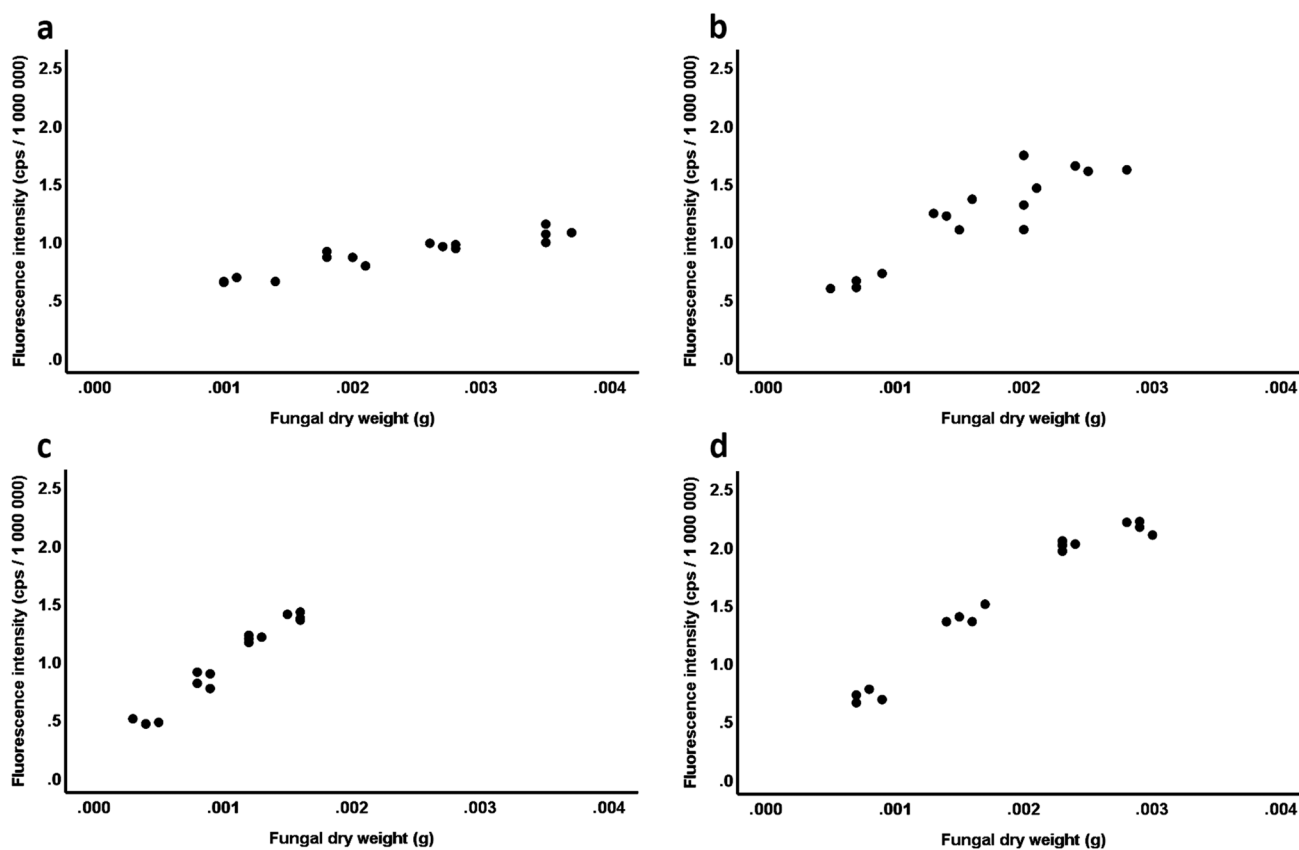 a
Fluorescence intensity (cps / 1 000 000)
2.5
2.0
1.5
1.0
.5
.0
.000 .001 .002 .003 .004
Fungal dry weight (g)
b
Fluorescence intensity (cps / 1 000 000)
2.5
2.0
1.5
1.0
.5
.0
.000 .001 .002 .003 .004
Fungal dry weight (g)
c
Fluorescence intensity (cps / 1 000 000)
2.5
2.0
1.5
1.0
.5
.0
.000 .001 .002 .003 .004
Fungal dry weight (g)
d
Fluorescence intensity (cps / 1 000 000)
2.5
2.0
1.5
1.0
.5
.0
.000 .001 .002 .003 .004
Fungal dry weight (g)